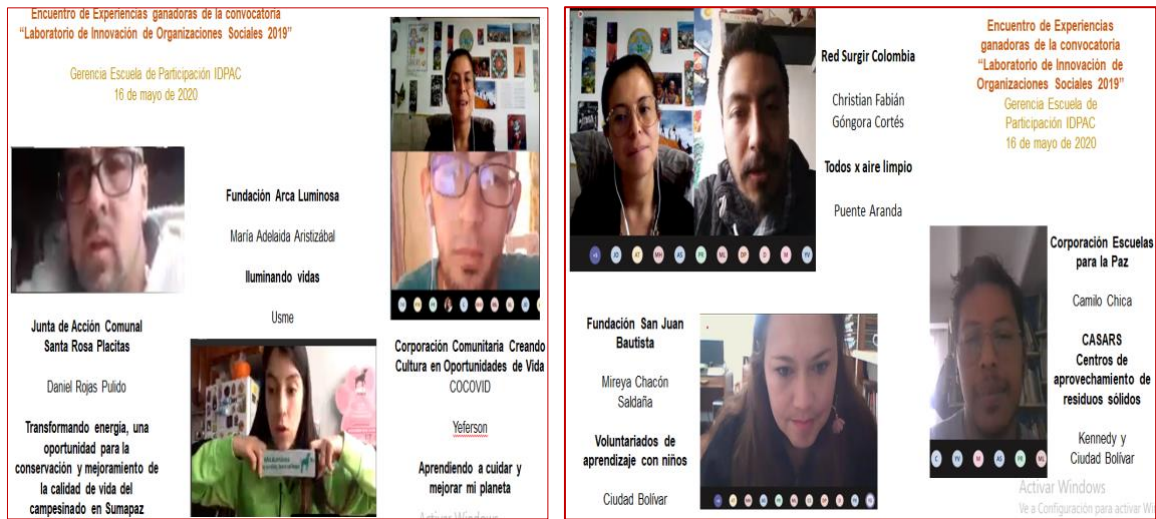 Encuentro de Experiencias ganadoras de la convocatoria
“Laboratorio de Innovación de Organizaciones Sociales 2019”
Gerencia Escuela de Participación IDPAC
16 de mayo de 2020
Fundación Arca Luminosa
María Adelaida Aristizábal
Iluminando vidas
Usme
Junta de Acción Comunal
Santa Rosa Placitas
Daniel Rojas Pulido
Transformando energía, una
oportunidad para la
conservación y mejoramiento de
la calidad de vida del
campesinado en Sumapaz
Corporación Comunitaria Creando
Cultura en Oportunidades de Vida
COCOVID
Yeferson
Aprendiendo a cuidar y
mejorar mi planeta
Activar Windows
Red Surgir Colombia
Christian Fabián
Góngora Cortés
Todos x aire limpio
Puente Aranda
Encuentro de Experiencias
ganadoras de la convocatoria
“Laboratorio de Innovación de
Organizaciones Sociales 2019”
Gerencia Escuela de
Participación IDPAC
16 de mayo de 2020
Fundación San Juan
Bautista
Mireya Chacón
Saldaña
Voluntariados de
aprendizaje con niños
Ciudad Bolívar
Corporación Escuelas
para la Paz
Camilo Chica
CASARS
Centros de
aprovechamiento de
residuos sólidos
Kennedy y
Ciudad Bolívar
Activar Windows
Ve a Configuración para activar Wi